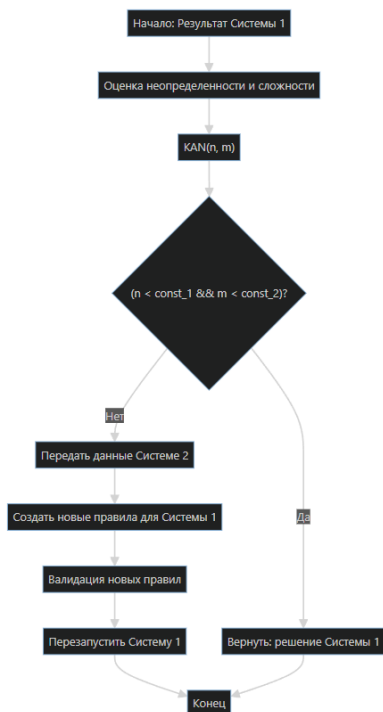 Начало: Результат Системы 1
Оценка неопределенности и сложности
KAN(n, m)
(n < const_1 && m < const_2)?
Нет
Передать данные Системе 2
Создать новые правила для Системы 1
Да
Валидация новых правил
Перезапустить Систему 1
Вернуть: решение Системы 1
Конец